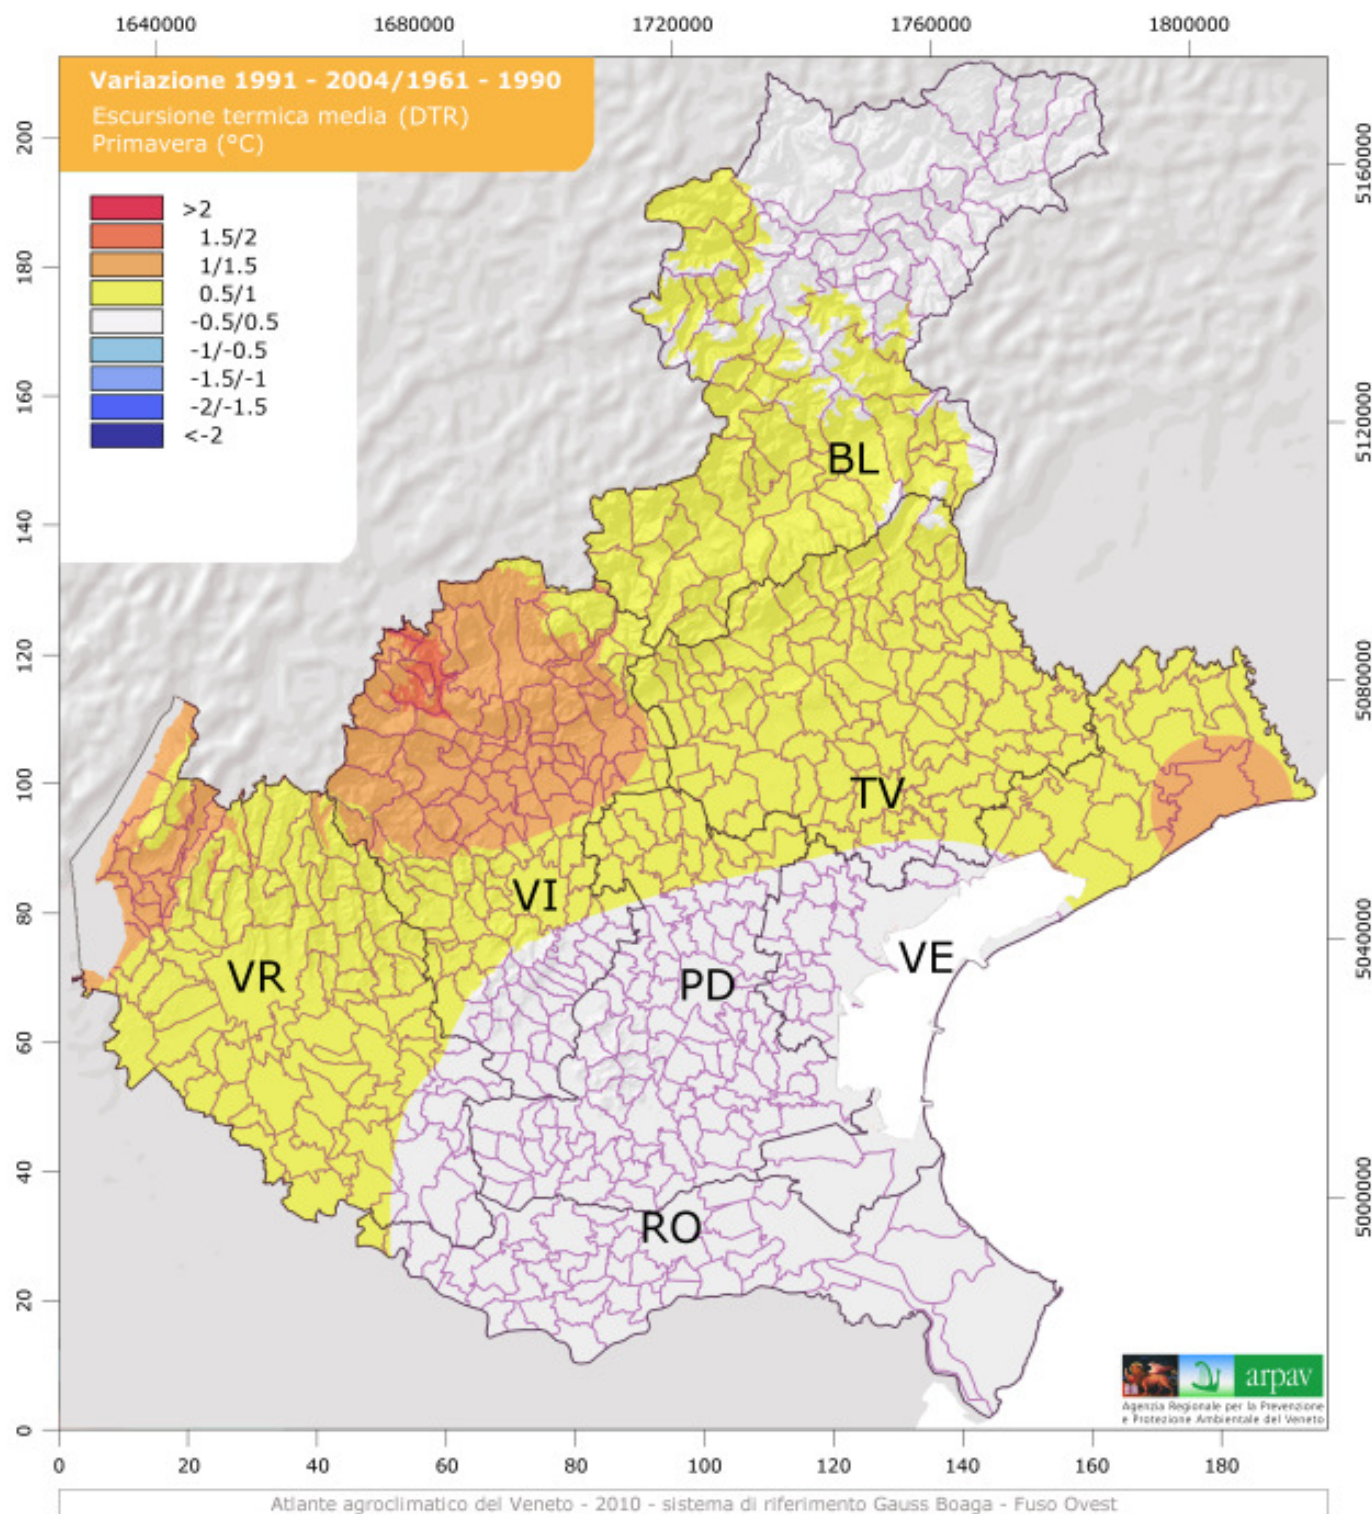 1640000 1680000 1720000 1760000 1800000
Variazione 1991 - 2004/1961 - 1990
Escursione termica media (DTR)
Primavera (°C)
>2
1.5/2
1/1.5
0.5/1
-0.5/0.5
-1/-0.5
-1.5/-1
-2/-1.5
<-2
200
180
160
140
120
100
80
60
40
20
0
5160000
5120000
5080000
5040000
5000000
BL
TV
VI
VR
PD
VE
RO
arpav
Agenzia Regionale per la Prevenzione
e Protezione Ambientale del Veneto
0 20 40 60 80 100 120 140 160 180
Atlante agroclimatico del Veneto - 2010 - sistema di riferimento Gauss Boaga - Fuso Ovest